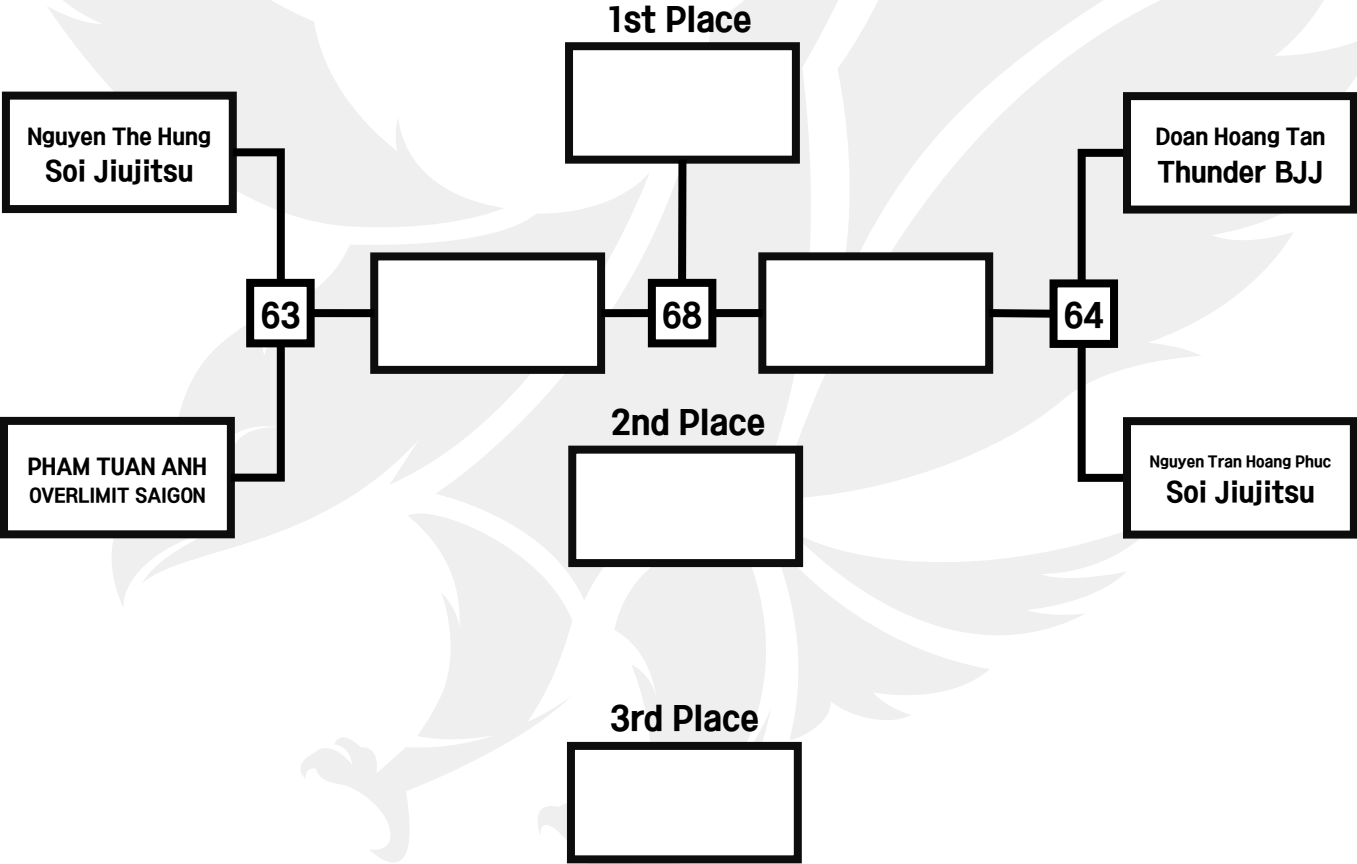 1st Place
Nguyen The Hung
Soi Jiujitsu
Doan Hoang Tan
Thunder BJJ
63
68
64
2nd Place
PHAM TUAN ANH
OVERLIMIT SAIGON
Nguyen Tran Hoang Phuc
Soi Jiujitsu
3rd Place